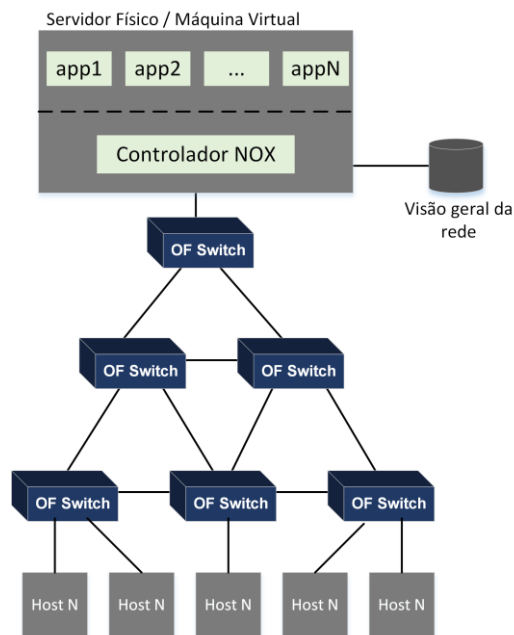 Servidor Físico / Máquina Virtual
app1 app2 ... appN
Controlador NOX
Visão geral da
rede
OF Switch
OF Switch OF Switch
OF Switch OF Switch OF Switch
Host N Host N Host N Host N Host N